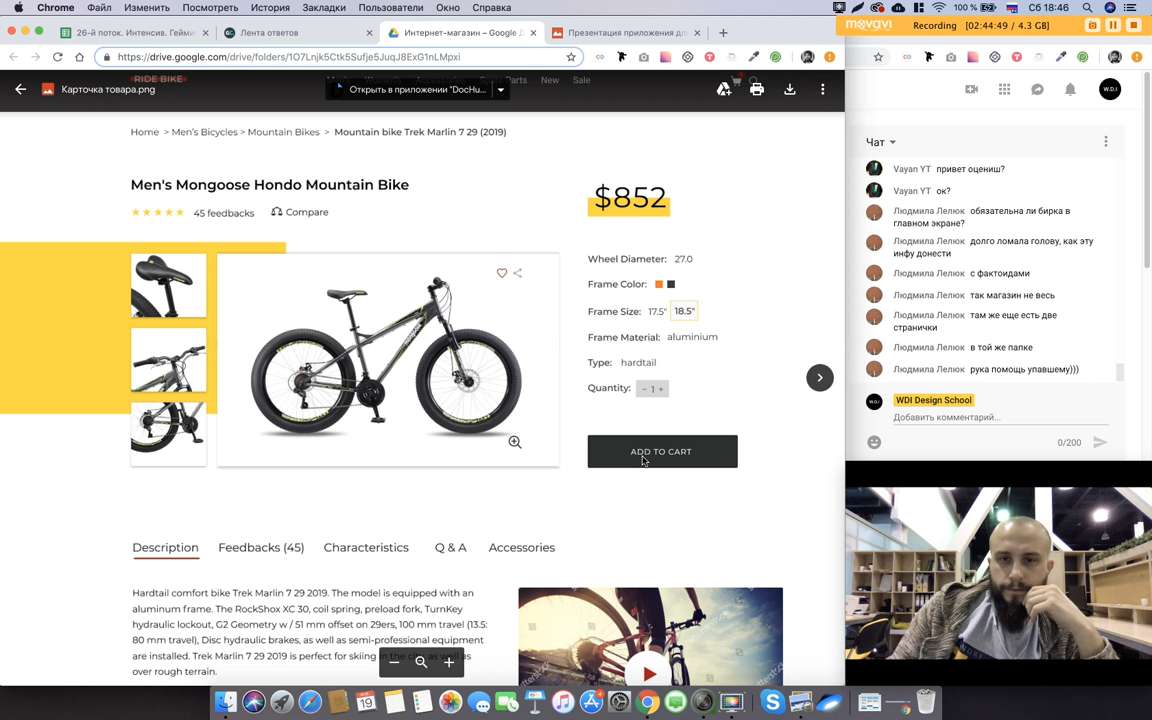 Chrome Файл Изменить Посмотреть История Закладки Пользователи Окно Справка
100 % Сб 18:46
movavi Recording (02:44:49 / 4.3 GB)
26-й поток. Интенсив. Гейми
Лента ответов
Интернет-магазин – Google Д
Презентация приложения дл
https://drive.google.com/drive/folders/1O7Lnjk5Ctk5Sufje5JuqJ8ExG1nLMpxi
RIDE BIKE
New Sale
Карточка товара.png
Открыть в приложении "DocHu...
Home > Men's Bicycles > Mountain Bikes > Mountain bike Trek Marlin 7 29 (2019)
Men's Mongoose Hondo Mountain Bike
45 feedbacks
Compare
$852
Wheel Diameter: 27.0
Frame Color:
Frame Size: 17.5" 18.5"
Frame Material: aluminium
Type: hardtail
Quantity: – 1 +
ADD TO CART
Description Feedbacks (45) Characteristics Q & A Accessories
Hardtail comfort bike Trek Marlin 7 29 2019. The model is equipped with an
aluminum frame. The RockShox XC 30, coil spring, preload fork, TurnKey
hydraulic lockout, G2 Geometry w / 51 mm offset on 29ers, 100 mm travel (13.5:
80 mm travel), Disc hydraulic brakes, as well as semi-professional equipment
are installed. Trek Marlin 7 29 2019 is perfect for skiing in the city as well as
over rough terrain.
W.D.I
Чат
Vayan YT привет оцениш?
Vayan YT ок?
Людмила Лелюк обязательна ли бирка в
главном экране?
Людмила Лелюк долго ломала голову, как эту
инфу донести
Людмила Лелюк с фактоидами
Людмила Лелюк так магазин не весь
Людмила Лелюк там же еще есть две
странички
Людмила Лелюк в той же папке
Людмила Лелюк рука помощь упавшему)))
W.D.I
WDI Design School
Добавить комментарий...
0/200